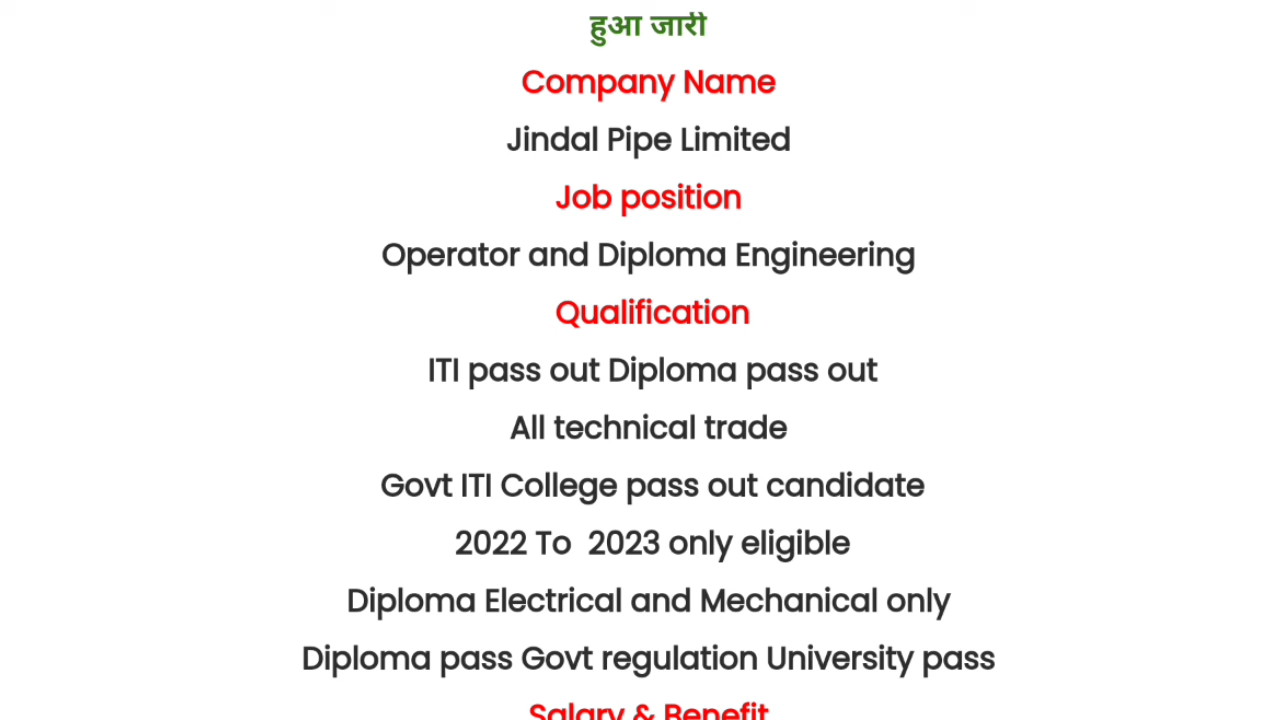 हुआ जारी
Company Name
Jindal Pipe Limited
Job position
Operator and Diploma Engineering
Qualification
ITI pass out Diploma pass out
All technical trade
Govt ITI College pass out candidate
2022 To  2023 only eligible
Diploma Electrical and Mechanical only
Diploma pass Govt regulation University pass
Salary & Benefit